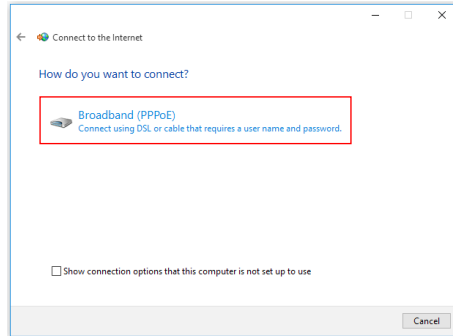 Connect to the Internet
How do you want to connect?
Broadband (PPPoE)
Connect using DSL or cable that requires a user name and password.
Show connection options that this computer is not set up to use
Cancel